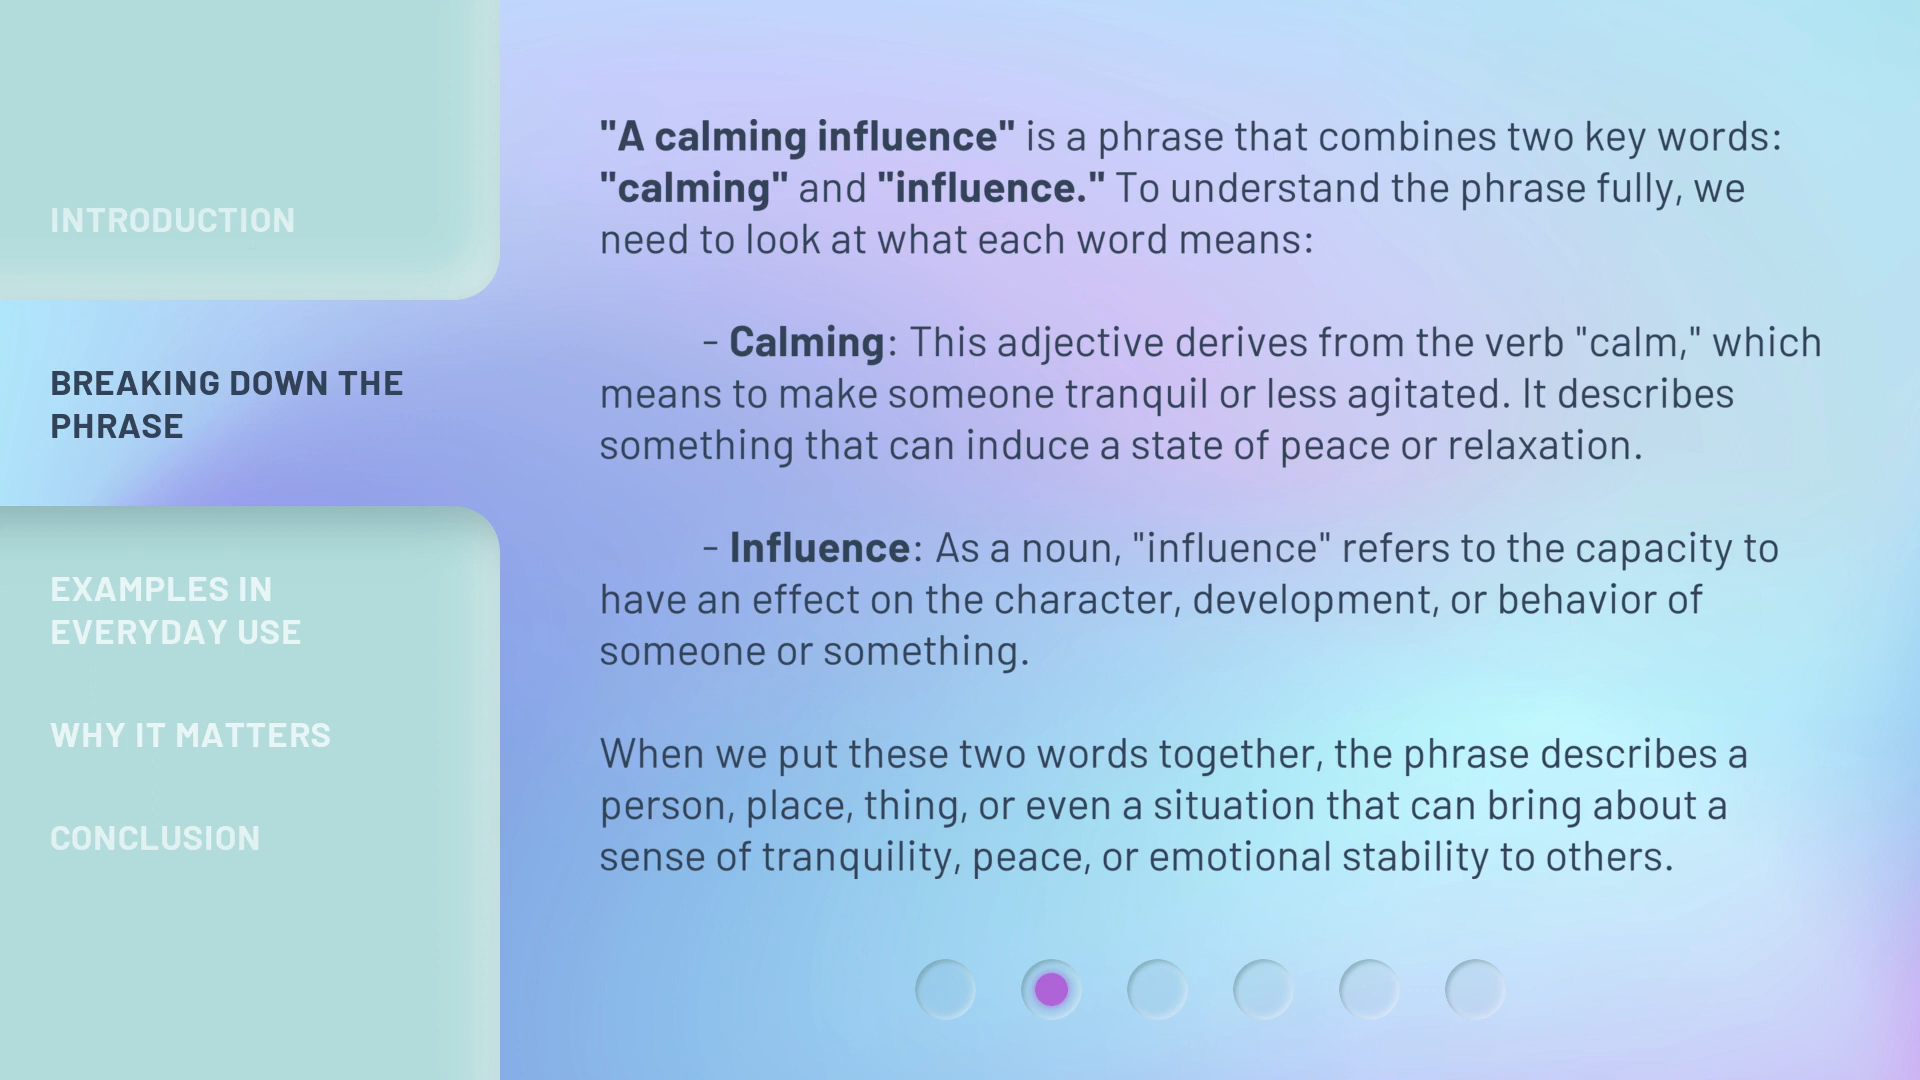 INTRODUCTION
BREAKING DOWN THE
PHRASE
EXAMPLES IN
EVERYDAY USE
WHY IT MATTERS
CONCLUSION
"A calming influence" is a phrase that combines two key words:
"calming" and "influence." To understand the phrase fully, we
need to look at what each word means:
- Calming: This adjective derives from the verb "calm," which
means to make someone tranquil or less agitated. It describes
something that can induce a state of peace or relaxation.
- Influence: As a noun, "influence" refers to the capacity to
have an effect on the character, development, or behavior of
someone or something.
When we put these two words together, the phrase describes a
person, place, thing, or even a situation that can bring about a
sense of tranquility, peace, or emotional stability to others.